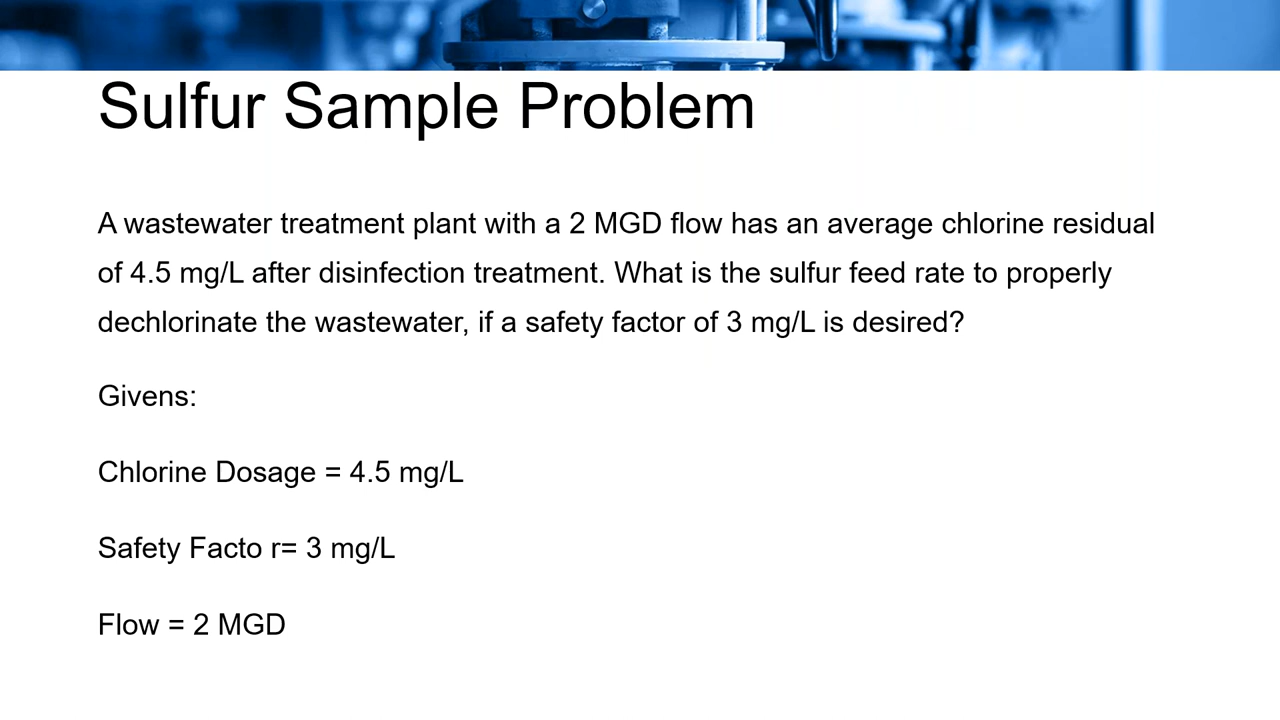 Sulfur Sample Problem
A wastewater treatment plant with a 2 MGD flow has an average chlorine residual
of 4.5 mg/L after disinfection treatment. What is the sulfur feed rate to properly
dechlorinate the wastewater, if a safety factor of 3 mg/L is desired?
Givens:
Chlorine Dosage = 4.5 mg/L
Safety Facto r= 3 mg/L
Flow = 2 MGD